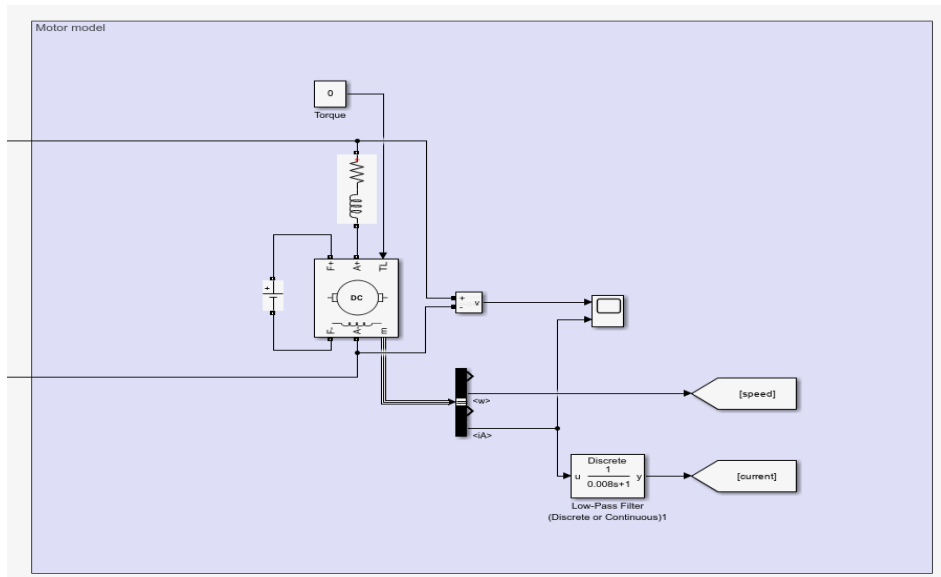 Motor model
0
Torque
F+
A+
TL
DC
F-
A-
m
+
+
-
v
<w>
[speed]
<iA>
Discrete
1
u
y
0.008s+1
[current]
Low-Pass Filter
(Discrete or Continuous)1